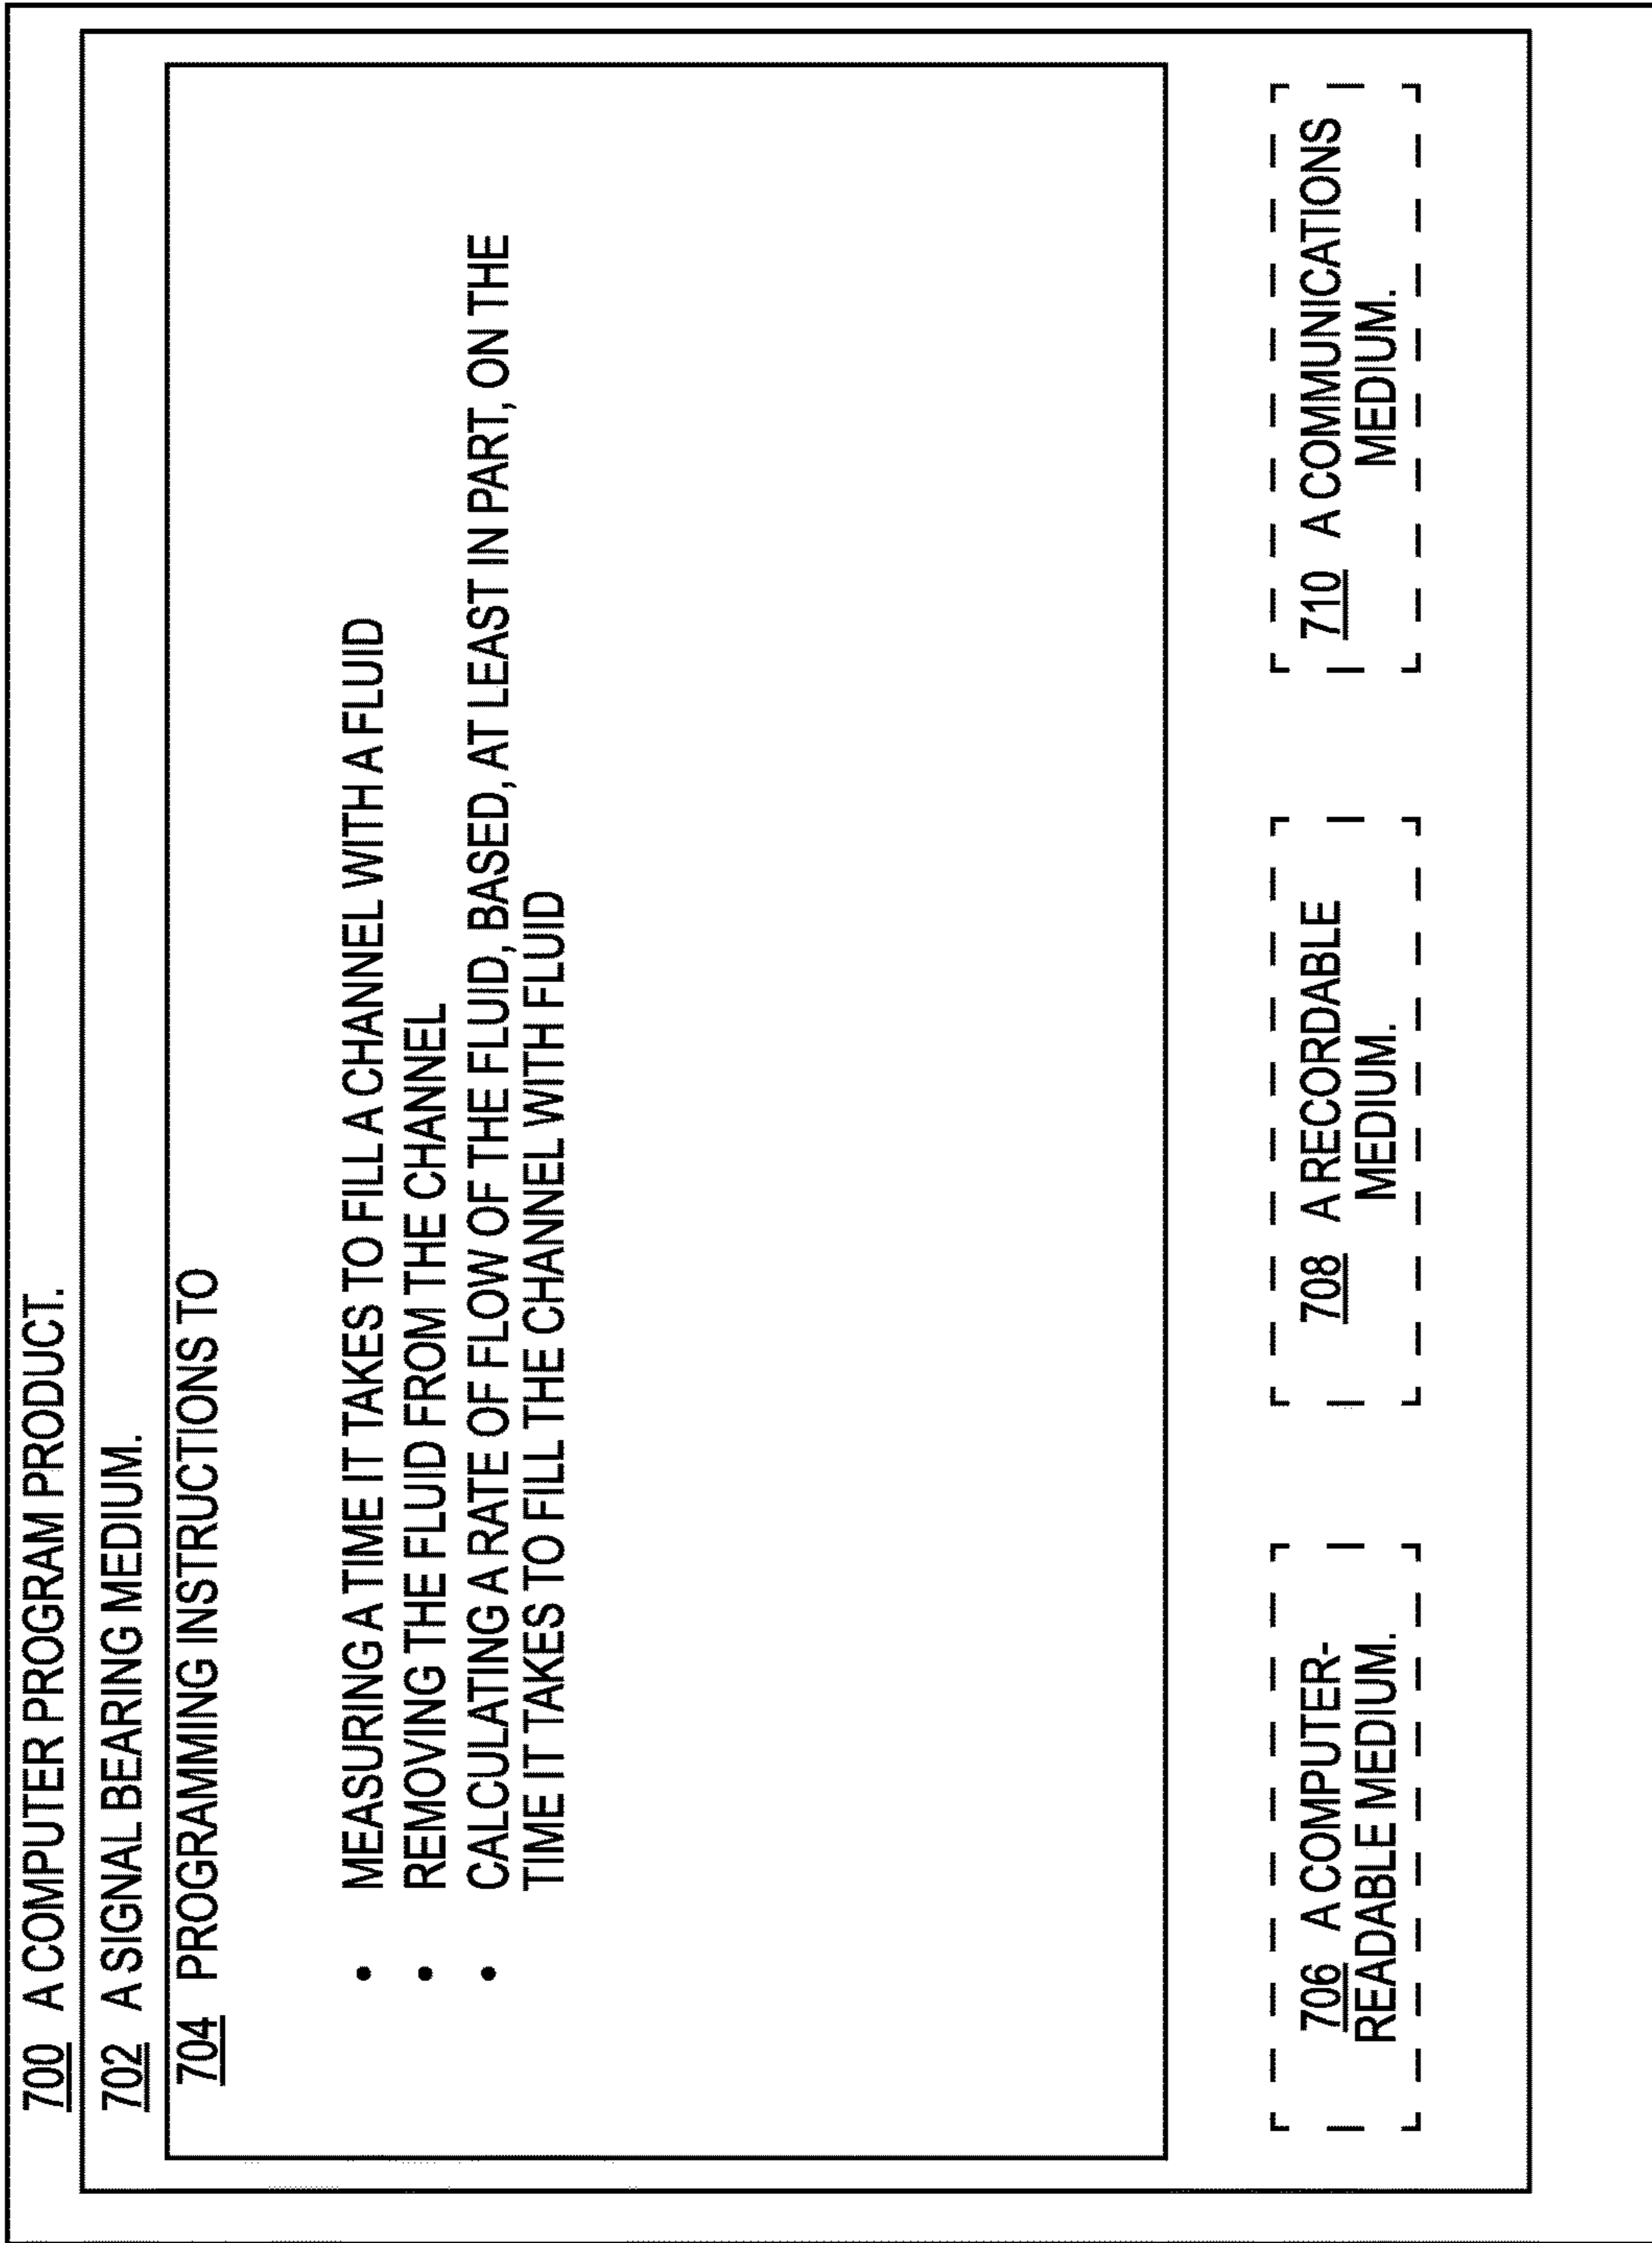 700 A COMPUTER PROGRAM PRODUCT.
702 A SIGNAL BEARING MEDIUM.
704 PROGRAMMING INSTRUCTIONS TO
• MEASURING A TIME IT TAKES TO FILL A CHANNEL WITH A FLUID
• REMOVING THE FLUID FROM THE CHANNEL
• CALCULATING A RATE OF FLOW OF THE FLUID, BASED, AT LEAST IN PART, ON THE
TIME IT TAKES TO FILL THE CHANNEL WITH FLUID
706 A COMPUTER-
READABLE MEDIUM.
708 A RECORDABLE
MEDIUM.
710 A COMMUNICATIONS
MEDIUM.